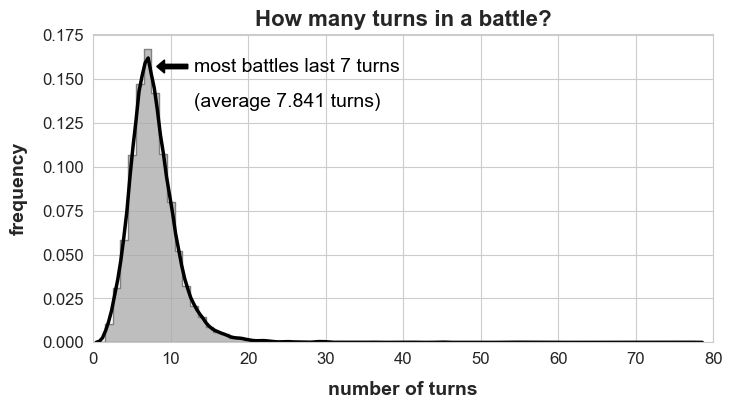 How many turns in a battle?
0.175
most battles last 7 turns
0.150
(average 7.841 turns)
0.125
frequency
0.100
0.075
0.050
0.025
0.000
0 10 20 30 40 50 60 70 80
number of turns